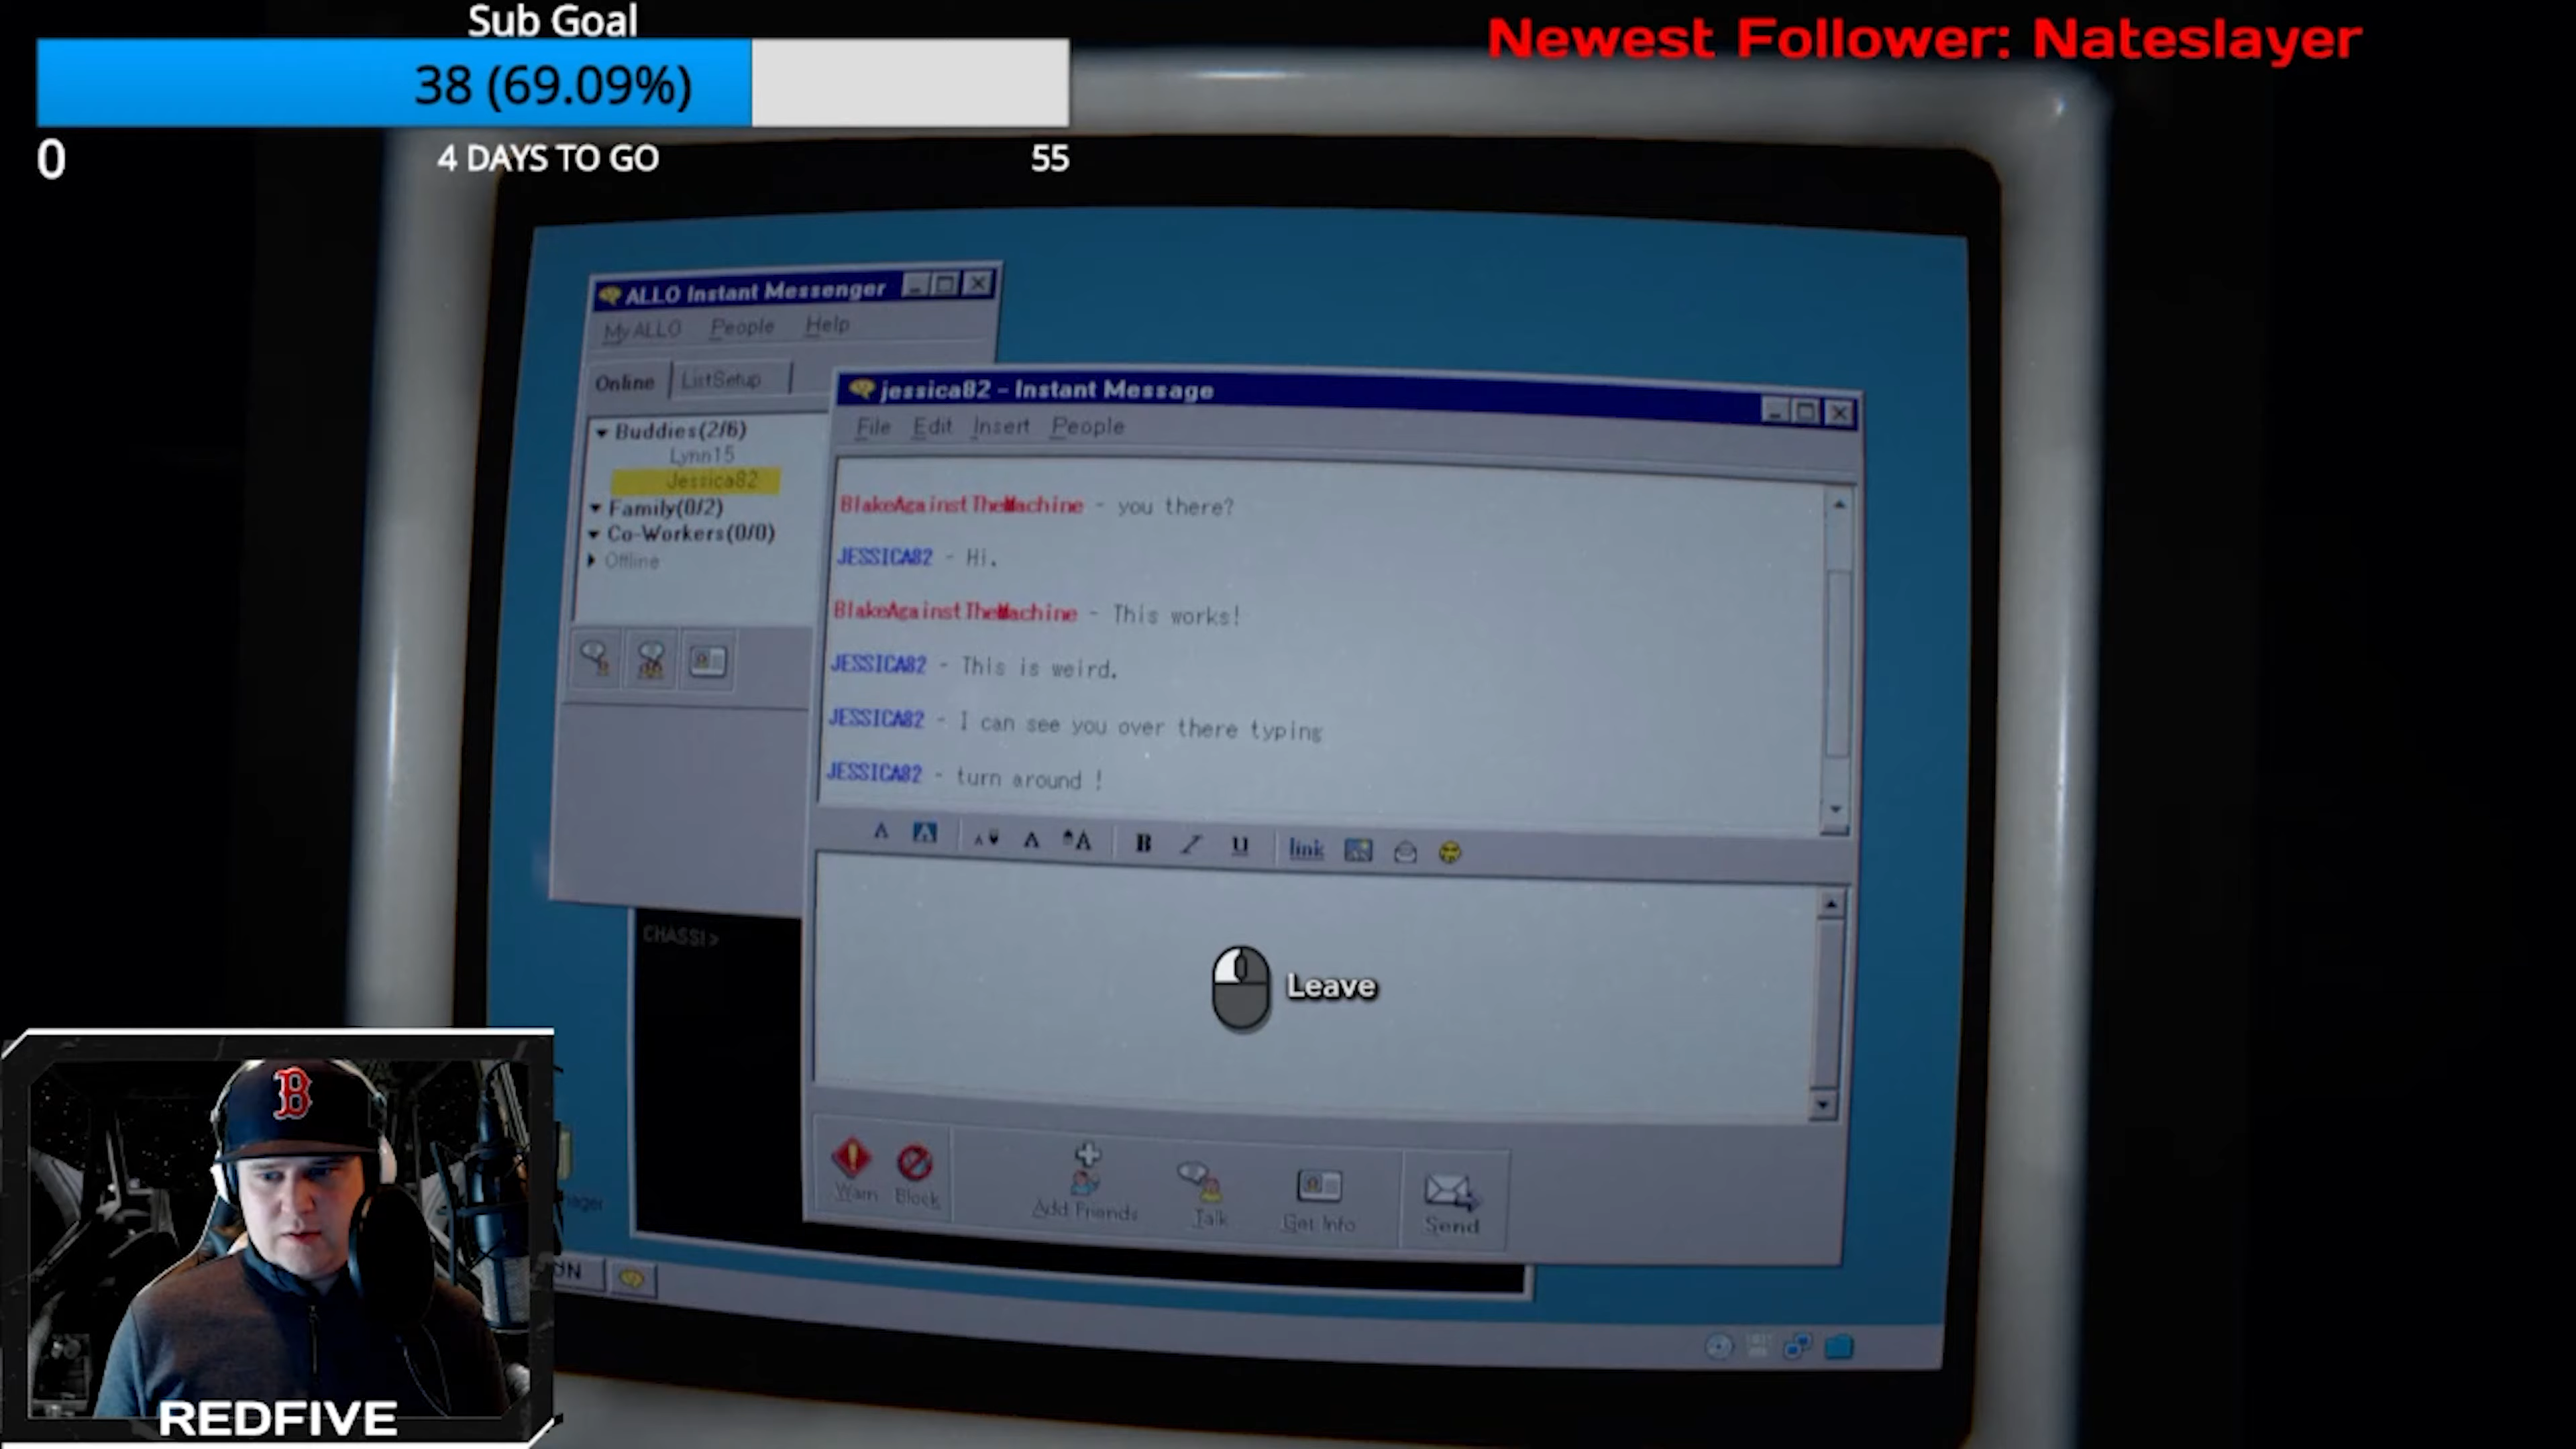 Sub Goal
Newest Follower: Nateslayer
38 (69.09%)
0
4 DAYS TO GO
55
ALLO Instant Messenger
My ALLO People Help
Online ListSetup
jessica82 - Instant Message
File Edit Insert People
Buddies(2/6)
Lynn15
Jessica82
Family(0/2)
Co-Workers(0/0)
Offline
BlakeAgainstTheMachine - you there?
JESSICA82 - Hi.
BlakeAgainstTheMachine - This works!
JESSICA82 - This is weird.
JESSICA82 - I can see you over there typing
JESSICA82 - turn around !
A A A A A B I U link
CHASSI >
Leave
Warn Block Add Friends Talk Get Info Send
B
REDFIVE